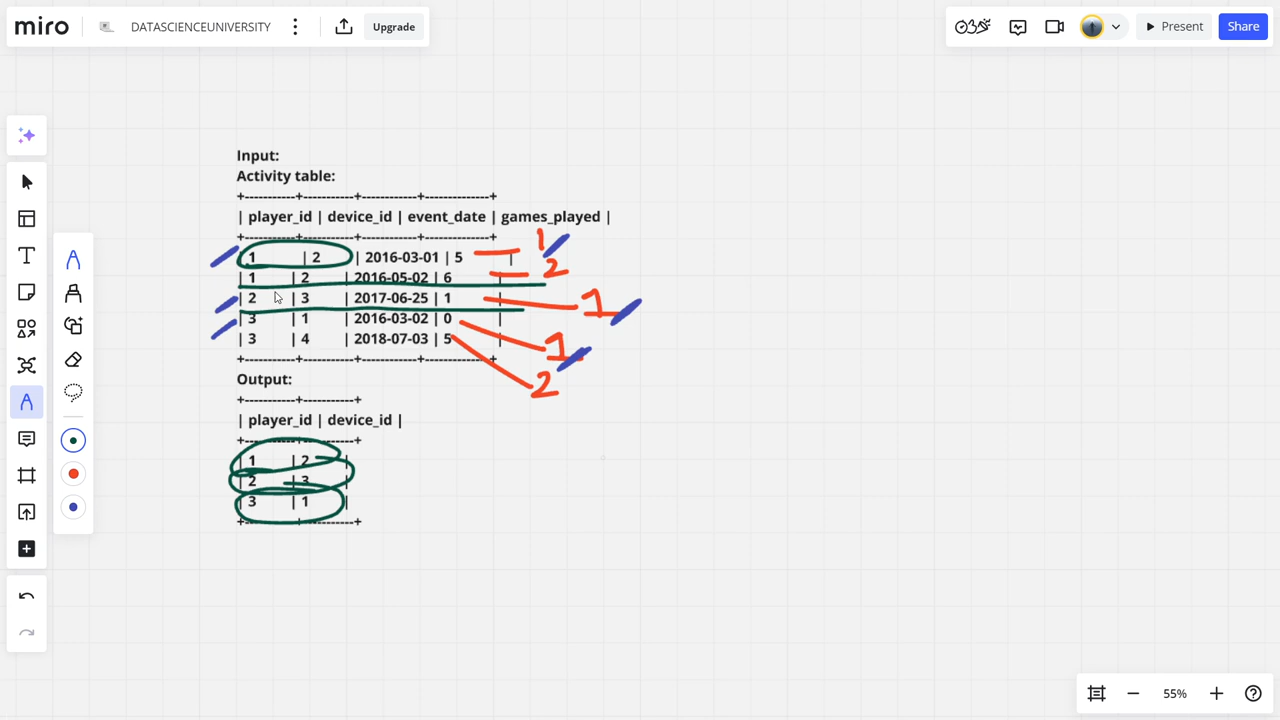 miro DATASCIENCEUNIVERSITY Upgrade Present Share
Input:
Activity table:
+-----------+-----------+------------+--------------+
| player_id | device_id | event_date | games_played |
+-----------+-----------+------------+--------------+
1 | 2 | 2016-03-01 | 5 | 1
| 1 | 2 | 2016-05-02 | 6 2
| 2 | 3 | 2017-06-25 | 1 | 1
| 3 | 1 | 2016-03-02 | 0 | 1
| 3 | 4 | 2018-07-03 | 5 | 2
+-----------+-----------+------------+--------------+
Output:
+-----------+-----------+
| player_id | device_id |
+-----------+-----------+
| 1 | 2 |
| 2 | 3 |
| 3 | 1 |
+-----------+-----------+
55%